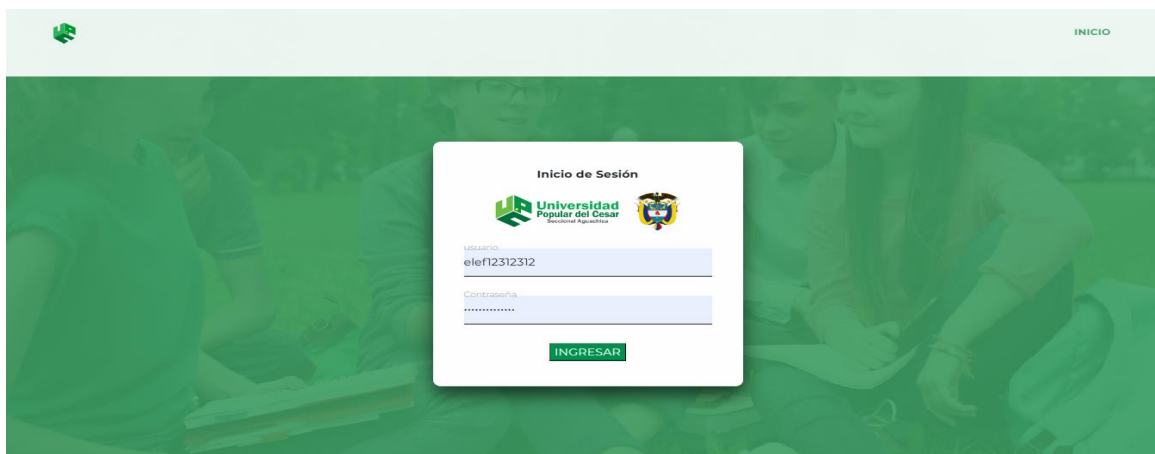 INICIO
Inicio de Sesión
Universidad
Popular del Cesar
Seccional Aguachica
usuario
elef12312312
Contraseña
••••••••••••••
INGRESAR